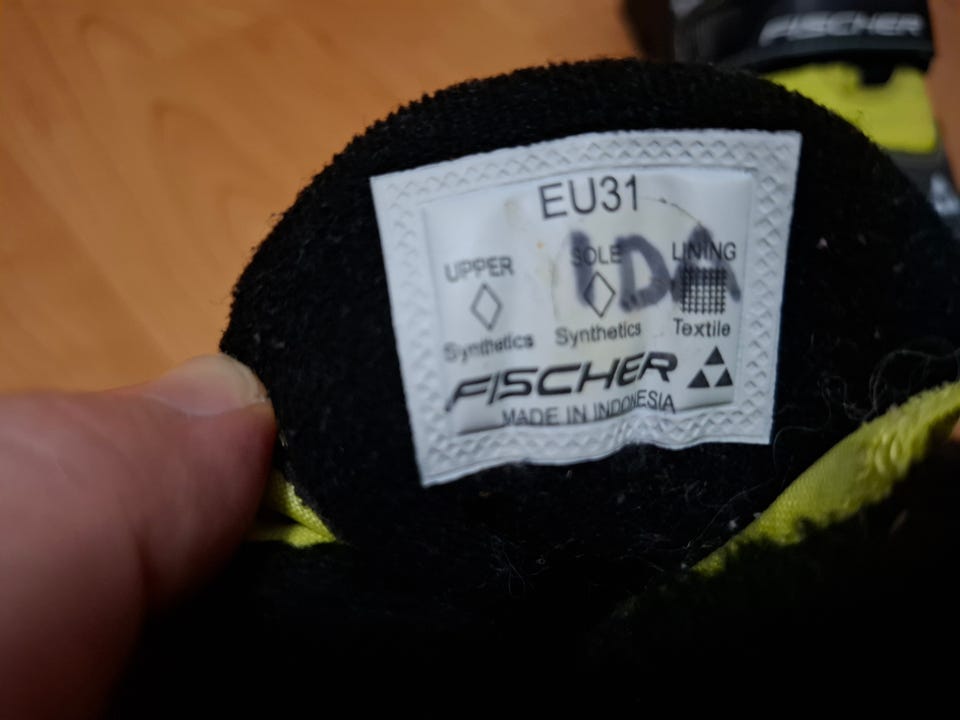 FISCHER
EU31
IDA
UPPER SOLE LINING
Synthetics Synthetics Textile
FISCHER
MADE IN INDONESIA